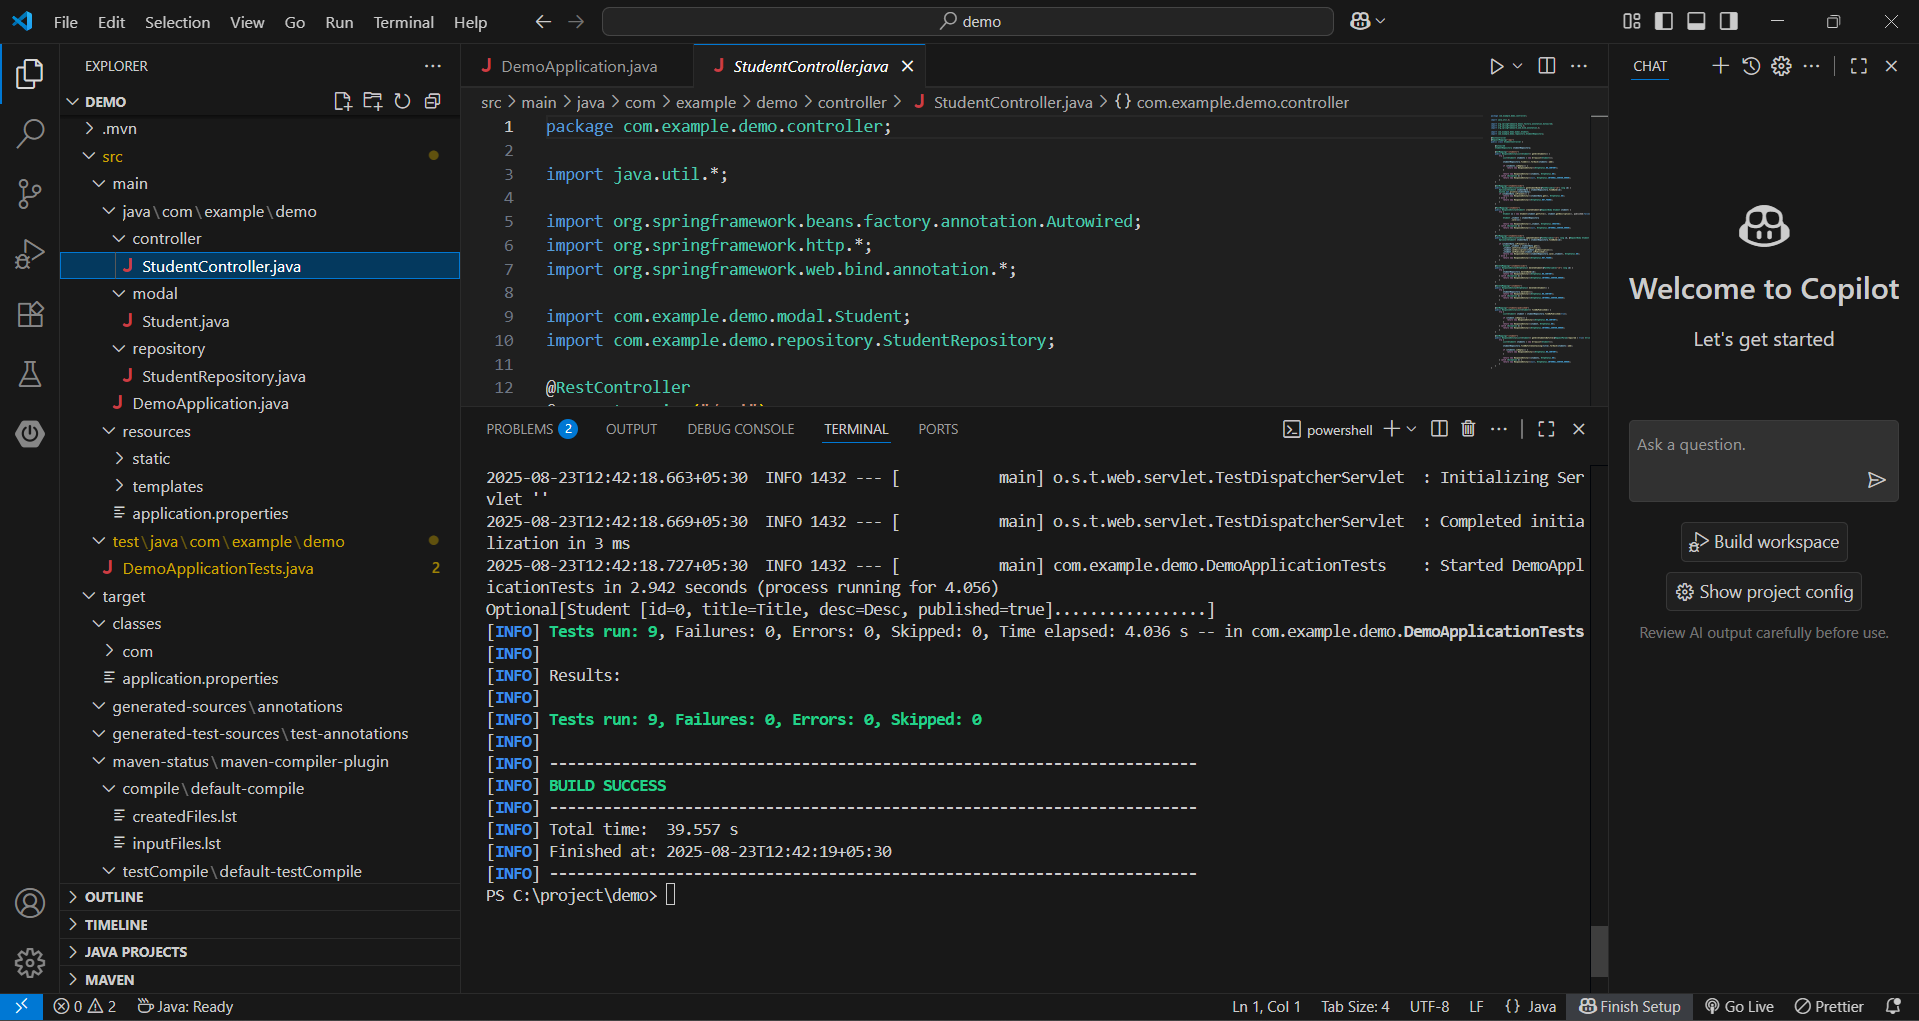 File Edit Selection View Go Run Terminal Help
demo
EXPLORER
DEMO
.mvn
src
main
java\com\example\demo
controller
StudentController.java
modal
Student.java
repository
StudentRepository.java
DemoApplication.java
resources
static
templates
application.properties
test\java\com\example\demo
DemoApplicationTests.java 2
target
classes
com
application.properties
generated-sources\annotations
generated-test-sources\test-annotations
maven-status\maven-compiler-plugin
compile\default-compile
createdFiles.lst
inputFiles.lst
testCompile\default-testCompile
OUTLINE
TIMELINE
JAVA PROJECTS
MAVEN
DemoApplication.java StudentController.java
src > main > java > com > example > demo > controller > StudentController.java > {} com.example.demo.controller
1 package com.example.demo.controller;
2
3 import java.util.*;
4
5 import org.springframework.beans.factory.annotation.Autowired;
6 import org.springframework.http.*;
7 import org.springframework.web.bind.annotation.*;
8
9 import com.example.demo.modal.Student;
10 import com.example.demo.repository.StudentRepository;
11
12 @RestController
PROBLEMS 2 OUTPUT DEBUG CONSOLE TERMINAL PORTS
powershell
2025-08-23T12:42:18.663+05:30  INFO 1432 --- [           main] o.s.t.web.servlet.TestDispatcherServlet  : Initializing Ser
vlet ''
2025-08-23T12:42:18.669+05:30  INFO 1432 --- [           main] o.s.t.web.servlet.TestDispatcherServlet  : Completed initia
lization in 3 ms
2025-08-23T12:42:18.727+05:30  INFO 1432 --- [           main] com.example.demo.DemoApplicationTests    : Started DemoAppl
icationTests in 2.942 seconds (process running for 4.056)
Optional[Student [id=0, title=Title, desc=Desc, published=true].................]
[INFO] Tests run: 9, Failures: 0, Errors: 0, Skipped: 0, Time elapsed: 4.036 s -- in com.example.demo.DemoApplicationTests
[INFO]
[INFO] Results:
[INFO]
[INFO] Tests run: 9, Failures: 0, Errors: 0, Skipped: 0
[INFO]
[INFO] ------------------------------------------------------------------------
[INFO] BUILD SUCCESS
[INFO] ------------------------------------------------------------------------
[INFO] Total time:  39.557 s
[INFO] Finished at: 2025-08-23T12:42:19+05:30
[INFO] ------------------------------------------------------------------------
PS C:\project\demo>
CHAT
Welcome to Copilot
Let's get started
Ask a question.
Build workspace
Show project config
Review AI output carefully before use.
0 2 Java: Ready
Ln 1, Col 1 Tab Size: 4 UTF-8 LF {} Java Finish Setup Go Live Prettier